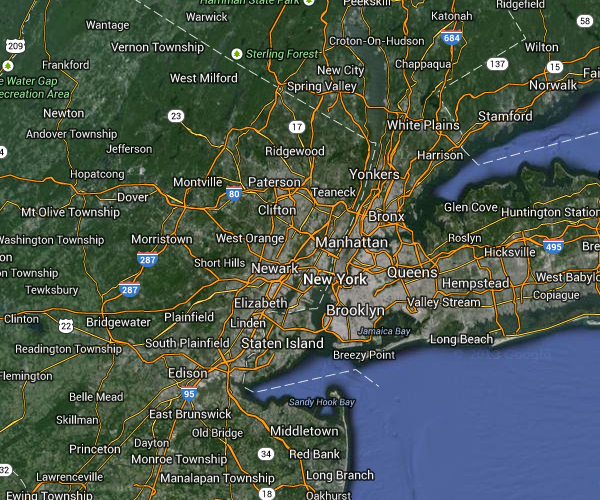 Harriman State Park
Peekskill
Ridgefield
Warwick
Katonah
Wantage
58
684
Croton-On-Hudson
209
Vernon Township
Wilton
Sterling Forest
Frankford
Chappaqua
137
15
New City
West Milford
Water Gap
Recreation Area
Spring Valley
Norwalk
Newton
23
Stamford
17
White Plains
Andover Township
Jefferson
Ridgewood
Harrison
Hopatcong
Yonkers
Montville
80
Paterson
Teaneck
Dover
Glen Cove
Mt Olive Township
Clifton
Bronx
Huntington Station
Washington Township
Morristown
West Orange
Manhattan
Roslyn
495
Hicksville
287
Short Hills
Newark
Queens
New York
Hempstead
West Babylon
Tewksbury
287
Copiague
Elizabeth
Valley Stream
Brooklyn
Clinton
22
Bridgewater
Plainfield
Linden
Jamaica Bay
Long Beach
Readington Township
South Plainfield
Staten Island
Breezy Point
Flemington
Edison
95
Belle Mead
Sandy Hook Bay
East Brunswick
Skillman
Old Bridge
Middletown
Dayton
Princeton
34
Red Bank
Monroe Township
32
Lawrenceville
Manalapan Township
Long Branch
Ewing Township
18
Oakhurst